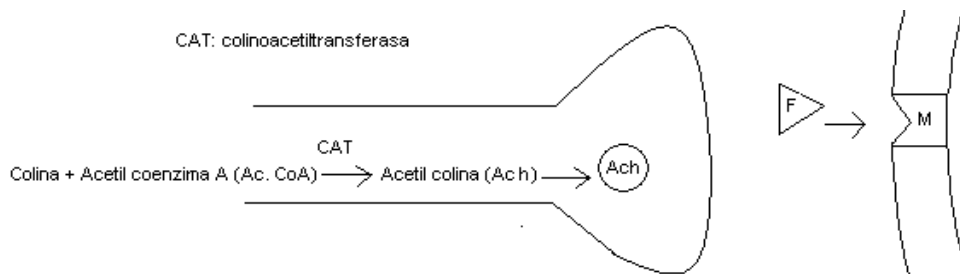 CAT: colinoacetiltransferasa
F
M
CAT
Colina + Acetil coenzima A (Ac. CoA)
Acetil colina (Ac h)
Ach